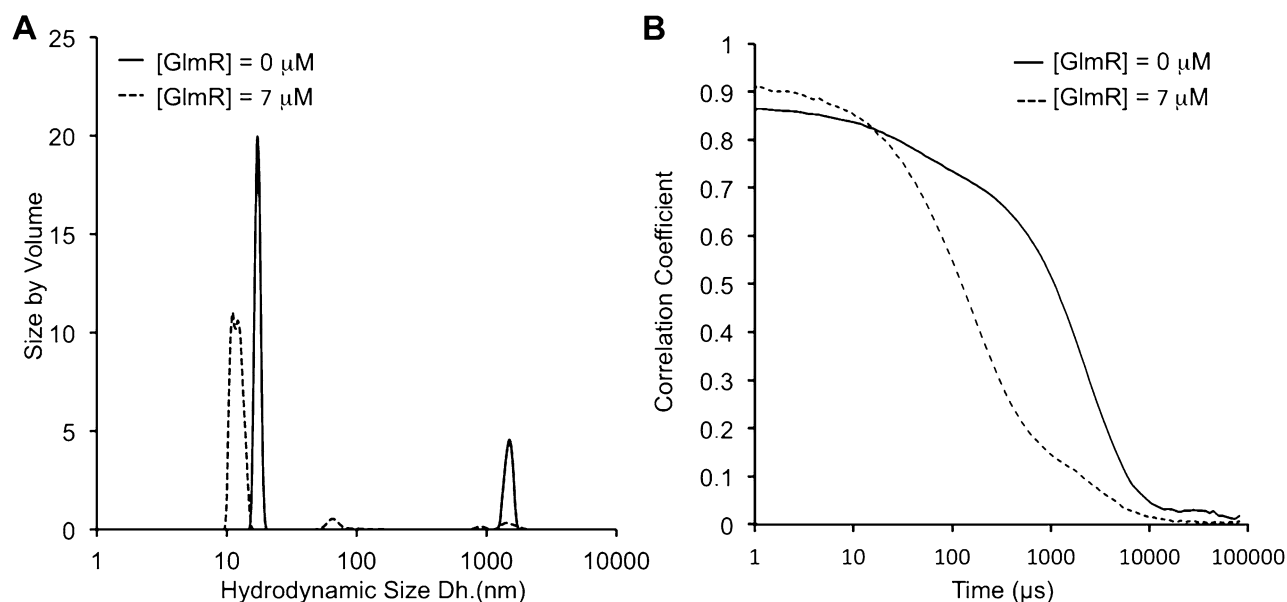 A
25
20
15
10
5
0
Size by Volume
[GlmR] = 0 μM
[GlmR] = 7 μM
1 10 100 1000 10000
Hydrodynamic Size Dh.(nm)
B
1
0.9
0.8
0.7
0.6
0.5
0.4
0.3
0.2
0.1
0
Correlation Coefficient
[GlmR] = 0 μM
[GlmR] = 7 μM
1 10 100 1000 10000 100000
Time (μs)